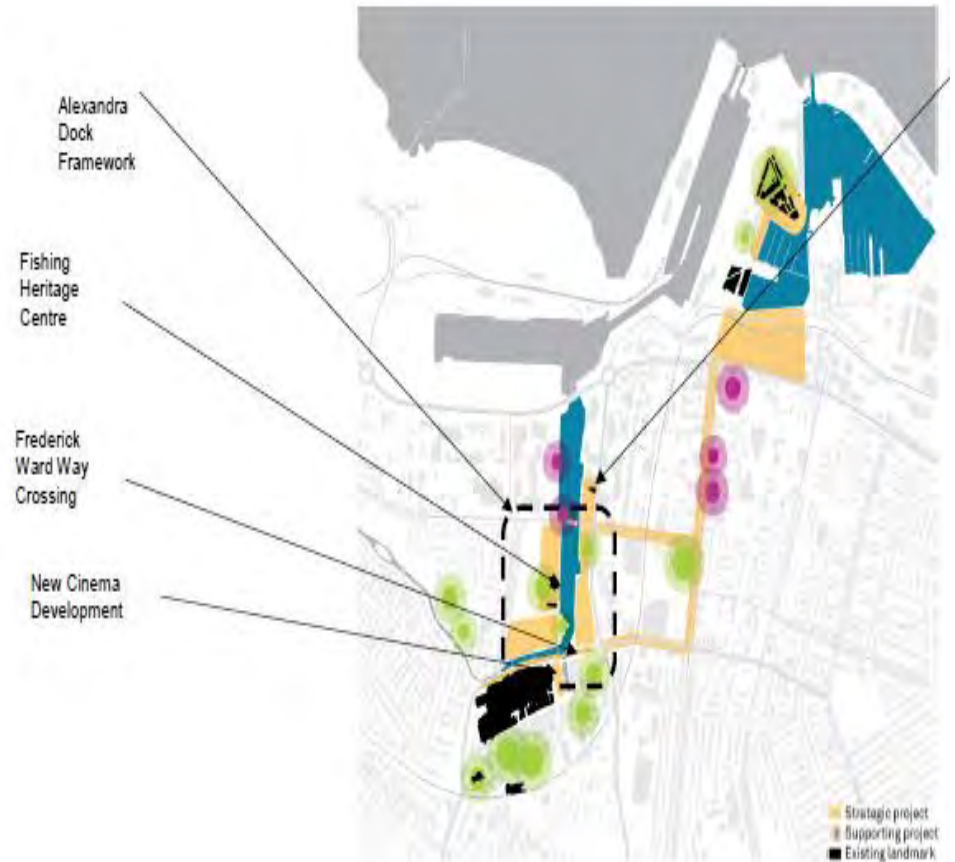 Alexandra
Dock
Framework
Fishing
Heritage
Centre
Frederick
Ward Way
Crossing
New Cinema
Development
Strategic project
Supporting project
Existing landmark